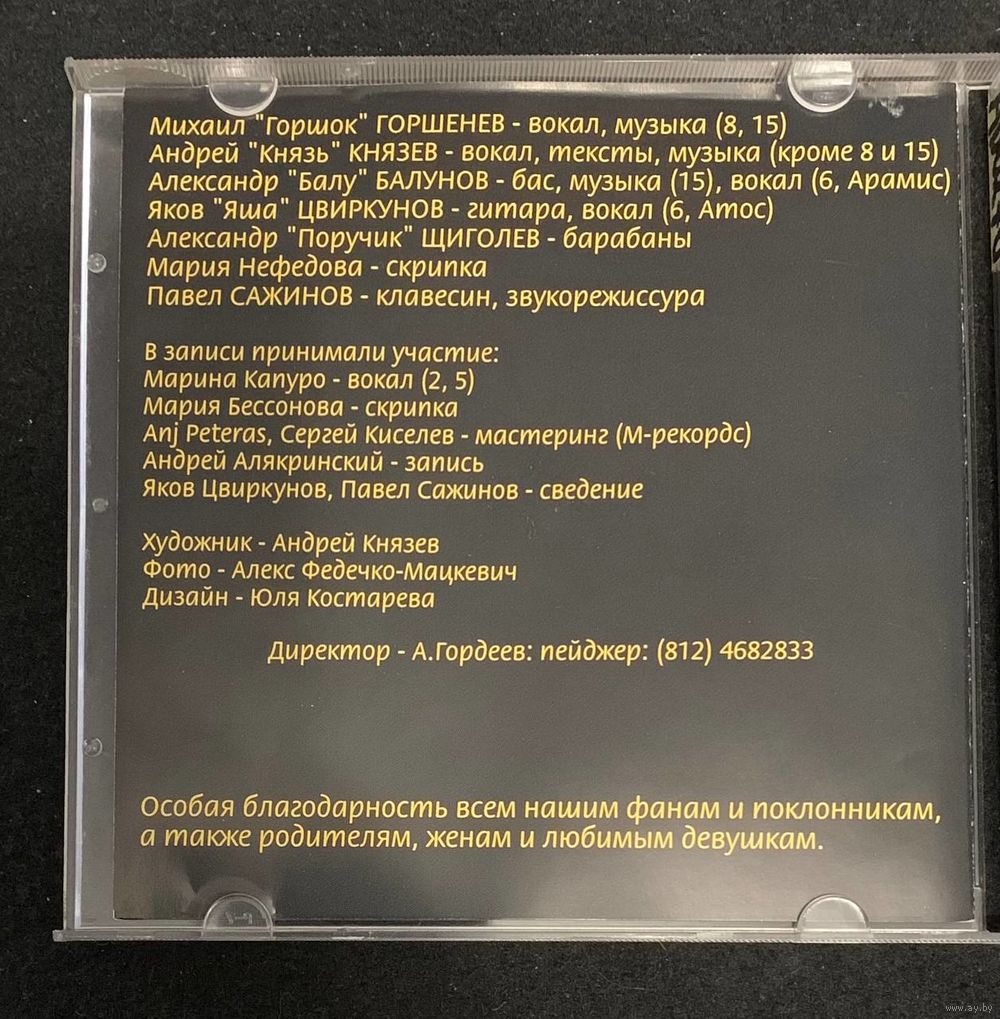 Михаил "Горшок" ГОРШЕНЕВ - вокал, музыка (8, 15)
Андрей "Князь" КНЯЗЕВ - вокал, тексты, музыка (кроме 8 и 15)
Александр "Балу" БАЛУНОВ - бас, музыка (15), вокал (6, Арамис)
Яков "Яша" ЦВИРКУНОВ - гитара, вокал (6, Атос)
Александр "Поручик" ЩИГОЛЕВ - барабаны
Мария Нефедова - скрипка
Павел САЖИНОВ - клавесин, звукорежиссура
В записи принимали участие:
Марина Капуро - вокал (2, 5)
Мария Бессонова - скрипка
Anj Peteras, Сергей Киселев - мастеринг (М-рекордс)
Андрей Алякринский - запись
Яков Цвиркунов, Павел Сажинов - сведение
Художник - Андрей Князев
Фото - Алекс Федечко-Мацкевич
Дизайн - Юля Костарева
Директор - А.Гордеев: пейджер: (812) 4682833
Особая благодарность всем нашим фанам и поклонникам,
а также родителям, женам и любимым девушкам.
www.ay.by